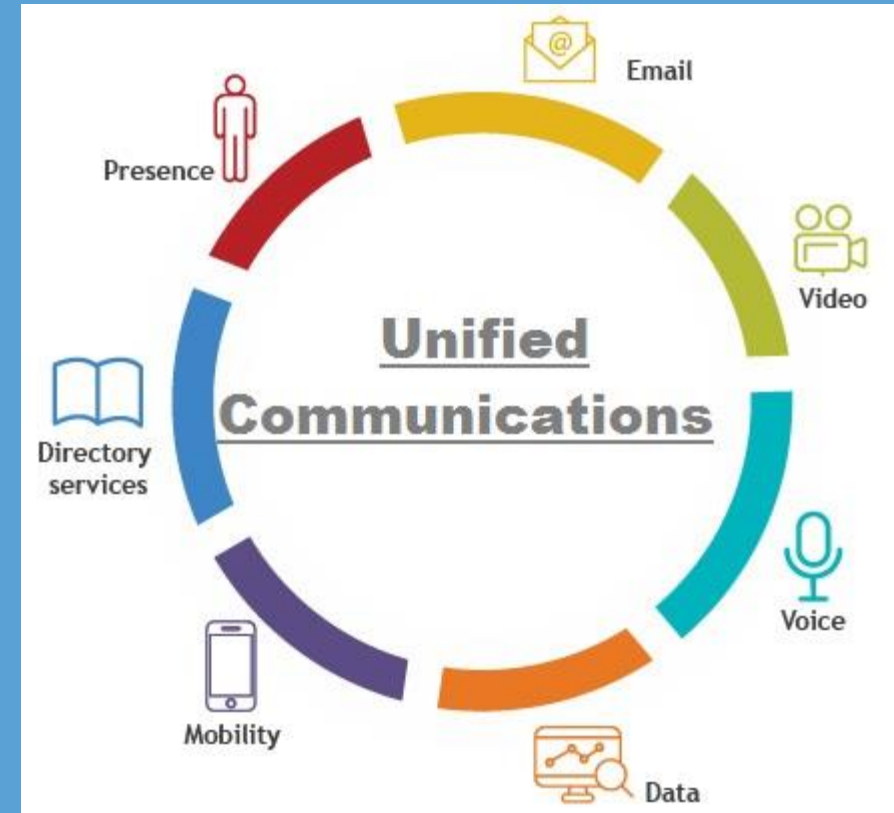 Email
Presence
Video
Unified
Communications
Directory
services
Voice
Mobility
Data